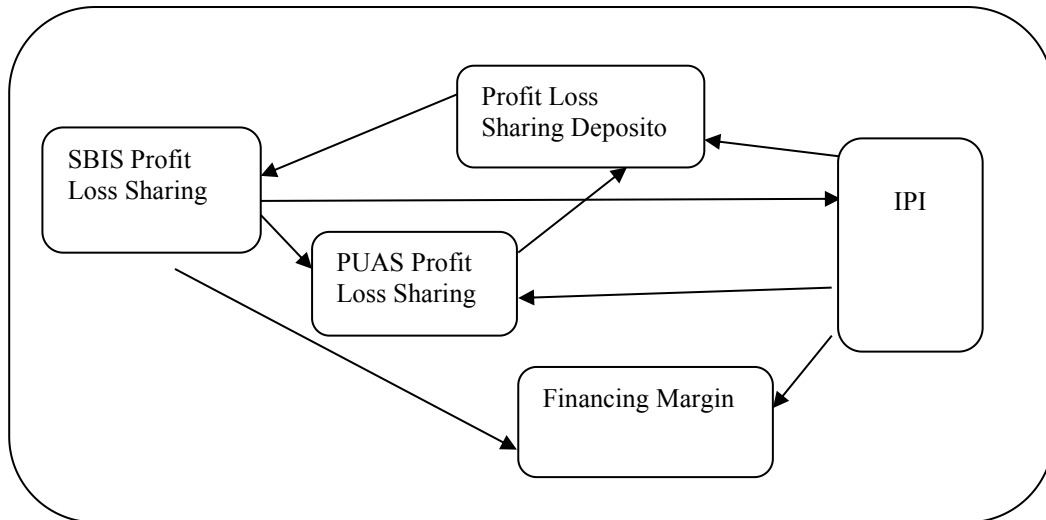 Profit Loss
Sharing Deposito
SBIS Profit
Loss Sharing
IPI
PUAS Profit
Loss Sharing
Financing Margin